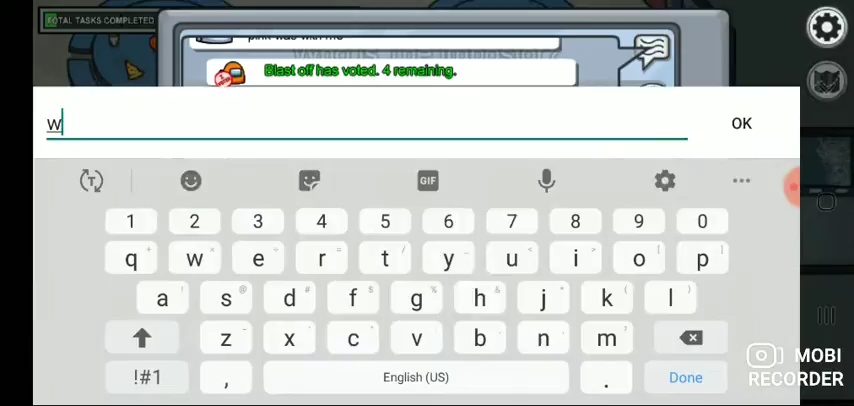 TOTAL TASKS COMPLETED
pink was with me
Blast off has voted. 4 remaining.
w
OK
GIF
1 2 3 4 5 6 7 8 9 0
q w e r t y u i o p
a s d f g h j k l
z x c v b n m
!#1 , English (US) . Done
MOBI
RECORDER